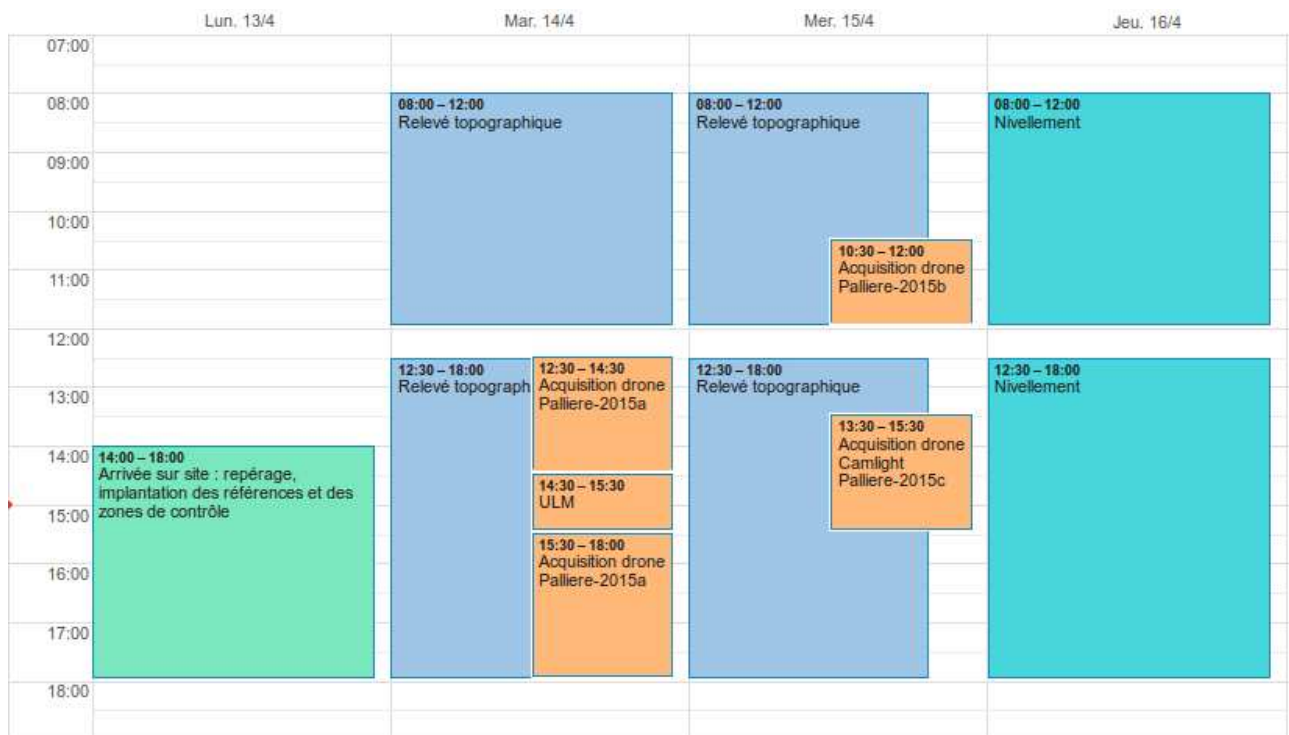 Lun. 13/4
Mar. 14/4
Mer. 15/4
Jeu. 16/4
07:00
08:00
09:00
10:00
11:00
12:00
13:00
14:00
15:00
16:00
17:00
18:00
14:00 – 18:00
Arrivée sur site : repérage,
implantation des références et des
zones de contrôle
08:00 – 12:00
Relevé topographique
12:30 – 18:00
Relevé topograph
12:30 – 14:30
Acquisition drone
Palliere-2015a
14:30 – 15:30
ULM
15:30 – 18:00
Acquisition drone
Palliere-2015a
08:00 – 12:00
Relevé topographique
10:30 – 12:00
Acquisition drone
Palliere-2015b
12:30 – 18:00
Relevé topographique
13:30 – 15:30
Acquisition drone
Camlight
Palliere-2015c
08:00 – 12:00
Nivellement
12:30 – 18:00
Nivellement